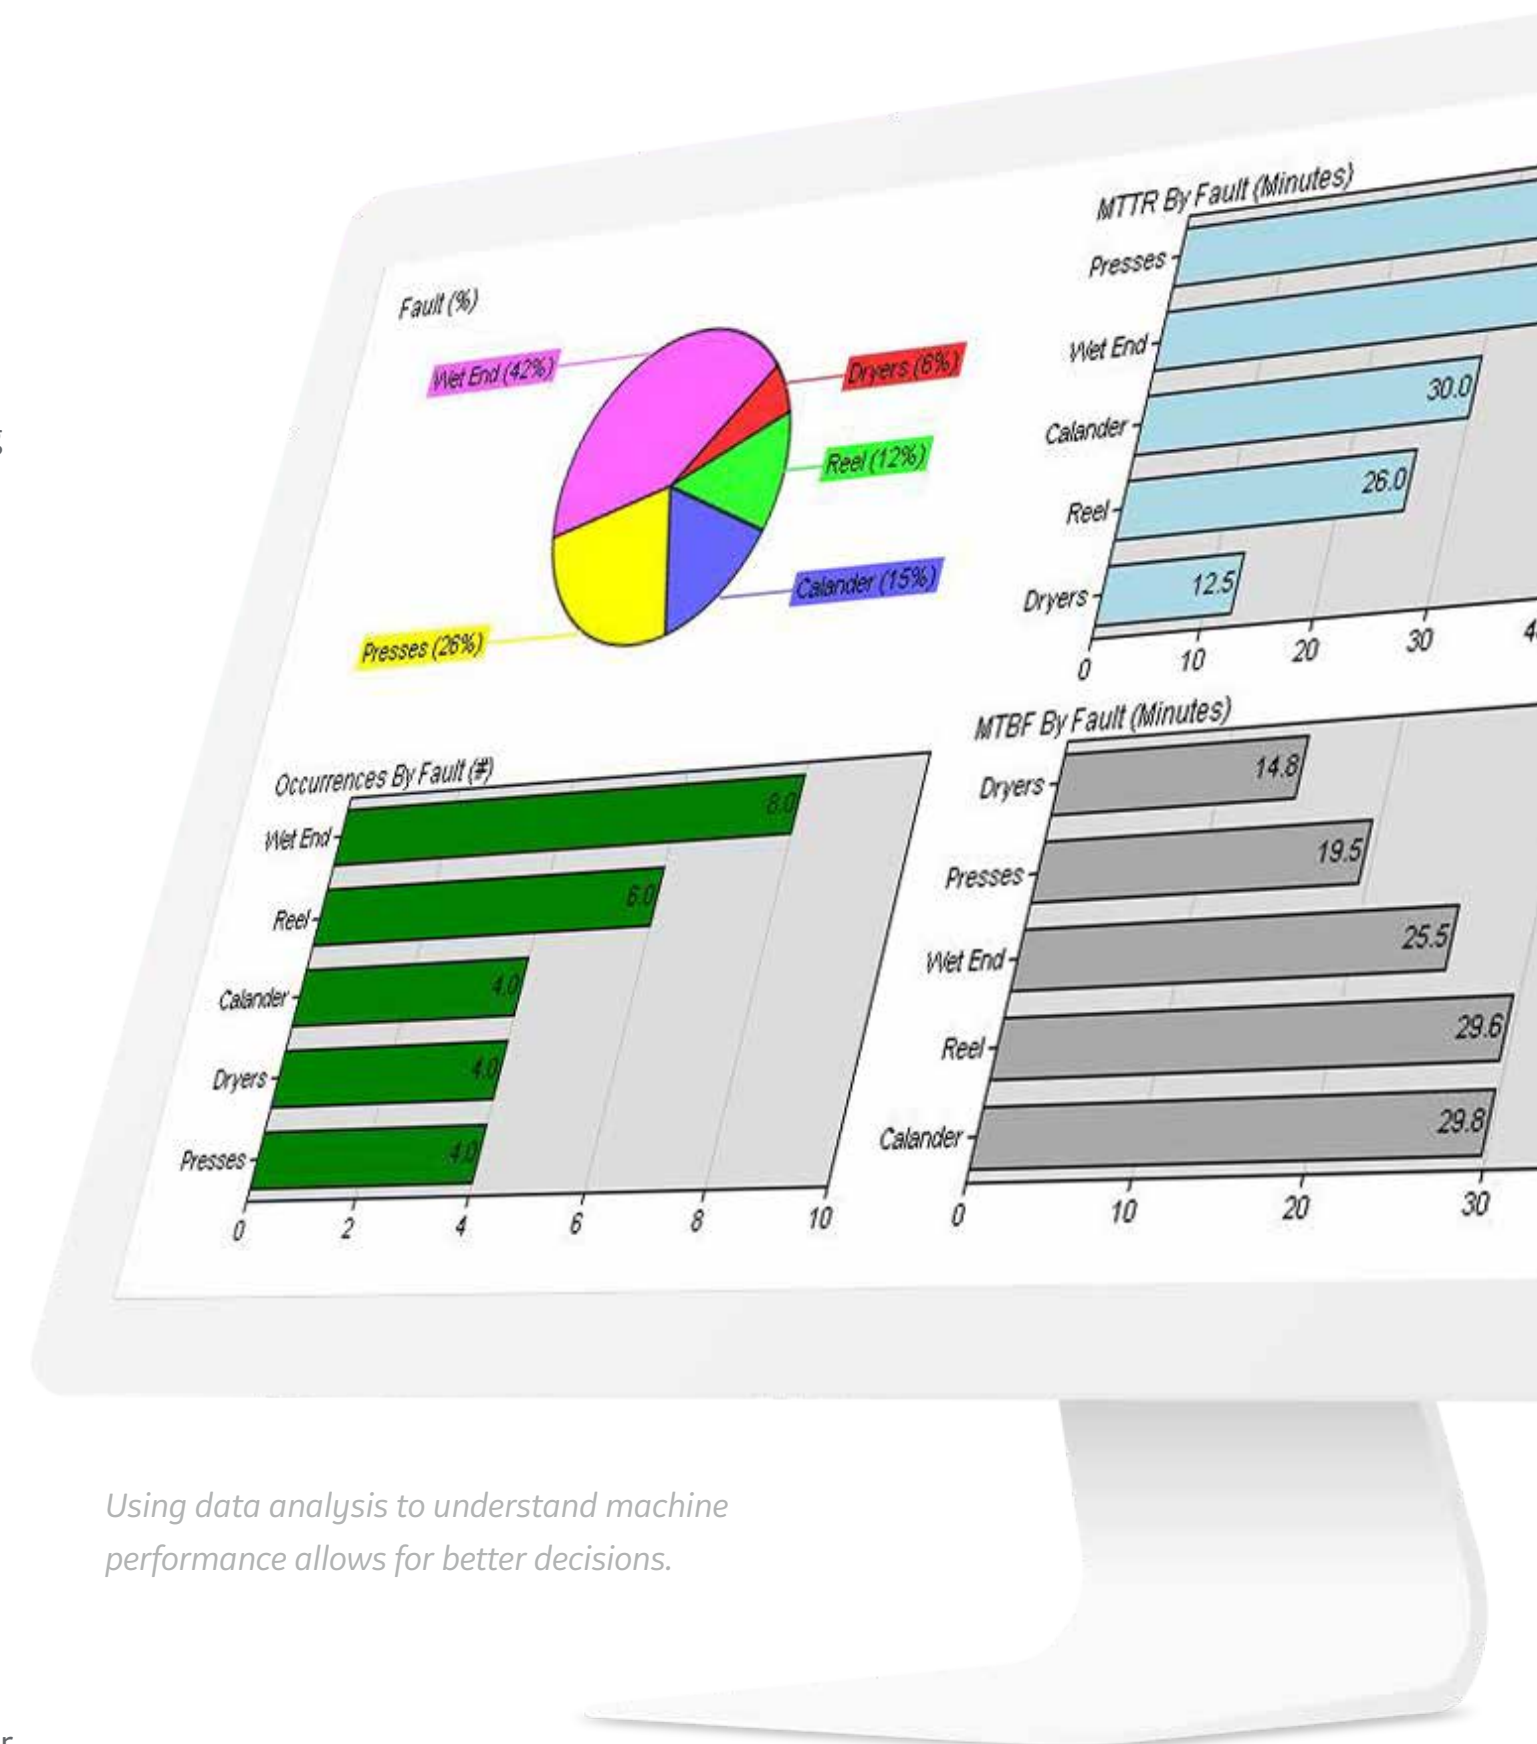 Fault (%)
Wet End (42%)
Dryers (6%)
Reel (12%)
Calander (15%)
Presses (26%)
MTTR By Fault (Minutes)
Presses
Wet End
Calander
30.0
Reel
26.0
Dryers
12.5
0 10 20 30
Occurrences By Fault (#)
Wet End
8.0
Reel
6.0
Calander
4.0
Dryers
4.0
Presses
4.0
0 2 4 6 8 10
MTBF By Fault (Minutes)
Dryers
14.8
Presses
19.5
Wet End
25.5
Reel
29.6
Calander
29.8
0 10 20 30
Using data analysis to understand machine
performance allows for better decisions.